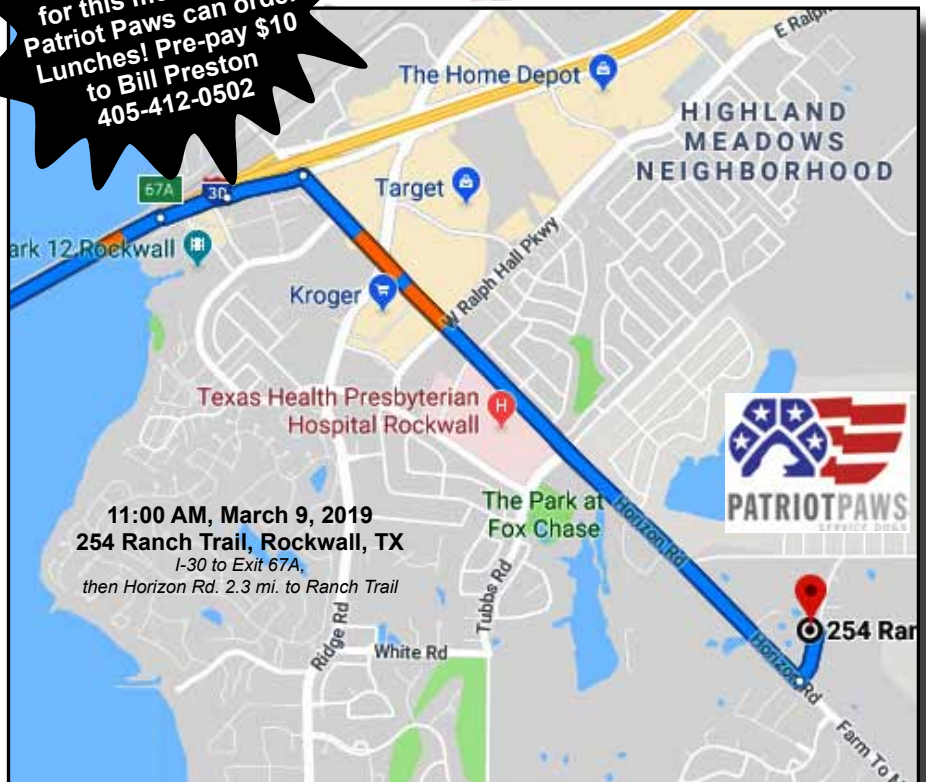 for this
Patriot Paws can order
Lunches! Pre-pay $10
to Bill Preston
405-412-0502
E Ralph
The Home Depot
HIGHLAND
MEADOWS
NEIGHBORHOOD
67A
30
Target
ark 12 Rockwall
Kroger
W Ralph Hall Pkwy
Texas Health Presbyterian
Hospital Rockwall
H
PATRIOTPAWS
SERVICE DOGS
The Park at
Fox Chase
Horizon Rd
11:00 AM, March 9, 2019
254 Ranch Trail, Rockwall, TX
I-30 to Exit 67A,
then Horizon Rd. 2.3 mi. to Ranch Trail
Tubbs Rd
Ridge Rd
White Rd
254 Ran
Horizon Rd
Farm To M